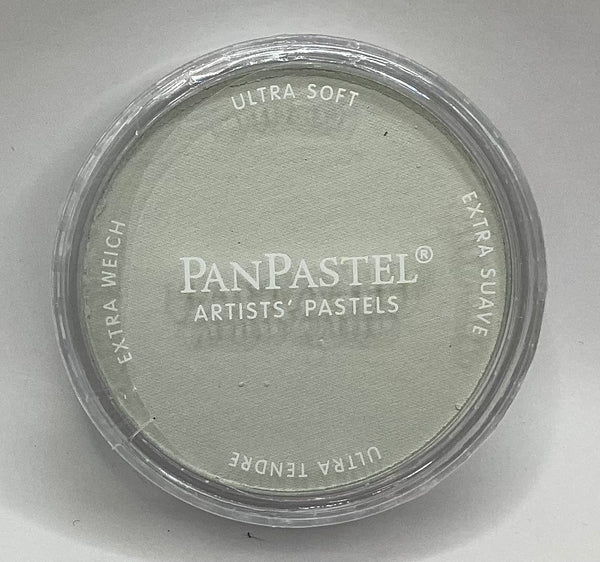 ULTRA SOFT
PANPASTEL®
ARTISTS' PASTELS
EXTRA SUAVE
ULTRA TENDRE
EXTRA WEICH